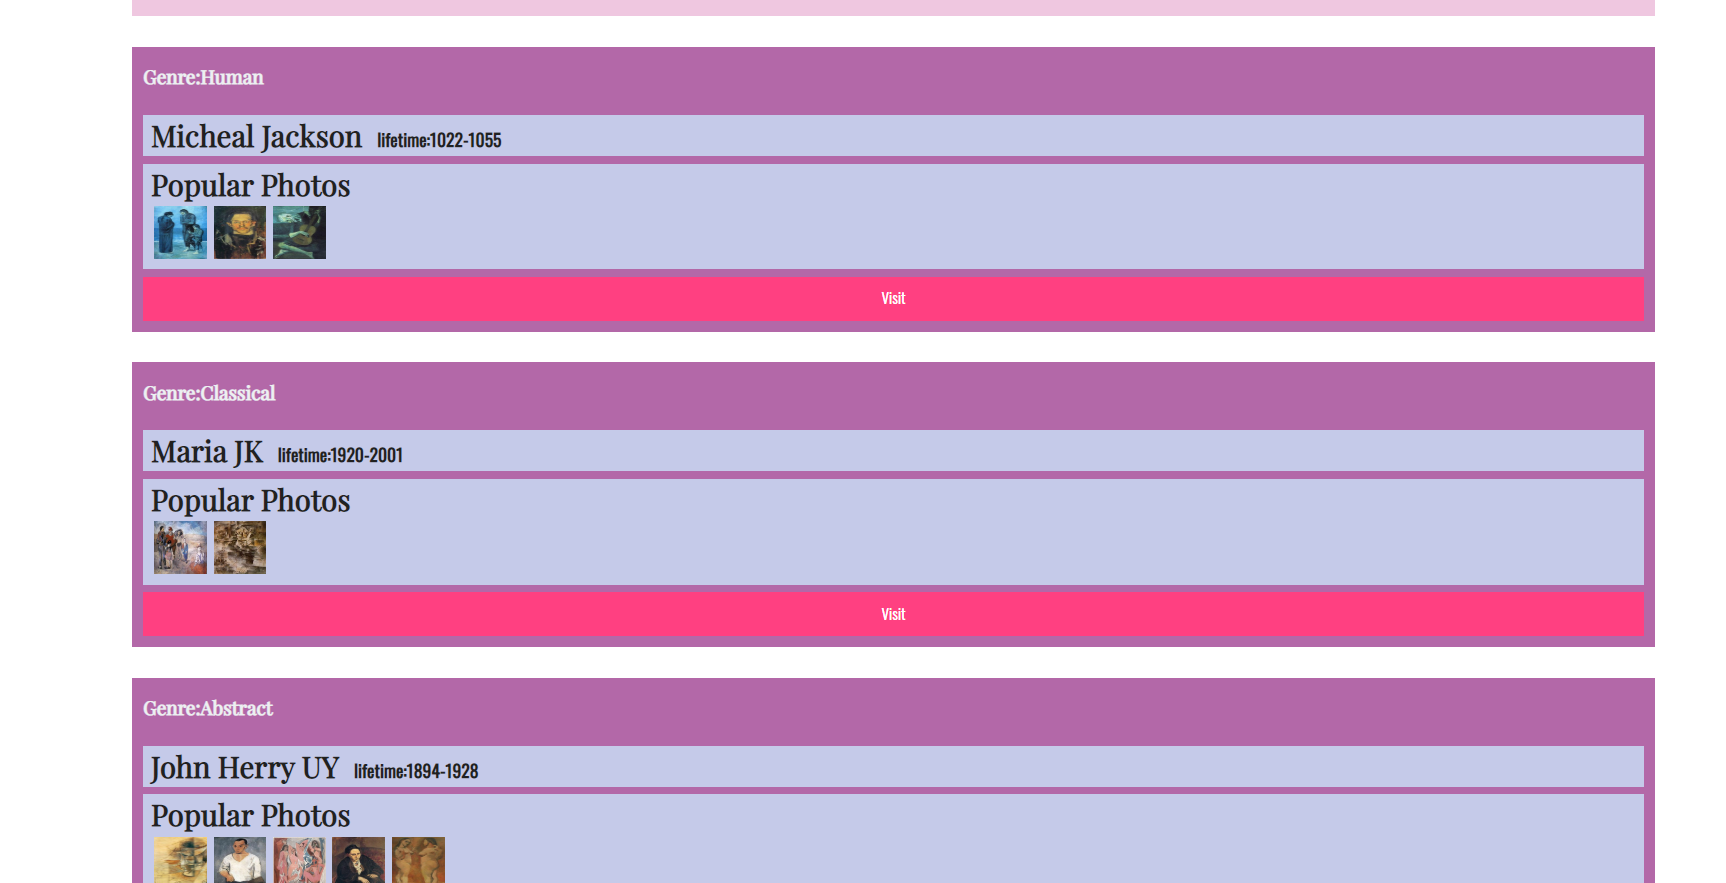 Genre:Human
Micheal Jackson lifetime:1022-1055
Popular Photos
Visit
Genre:Classical
Maria JK lifetime:1920-2001
Popular Photos
Visit
Genre:Abstract
John Herry UY lifetime:1894-1928
Popular Photos